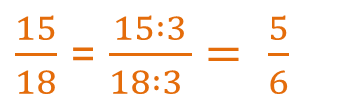 15/18 = 15:3/18:3 = 5/6